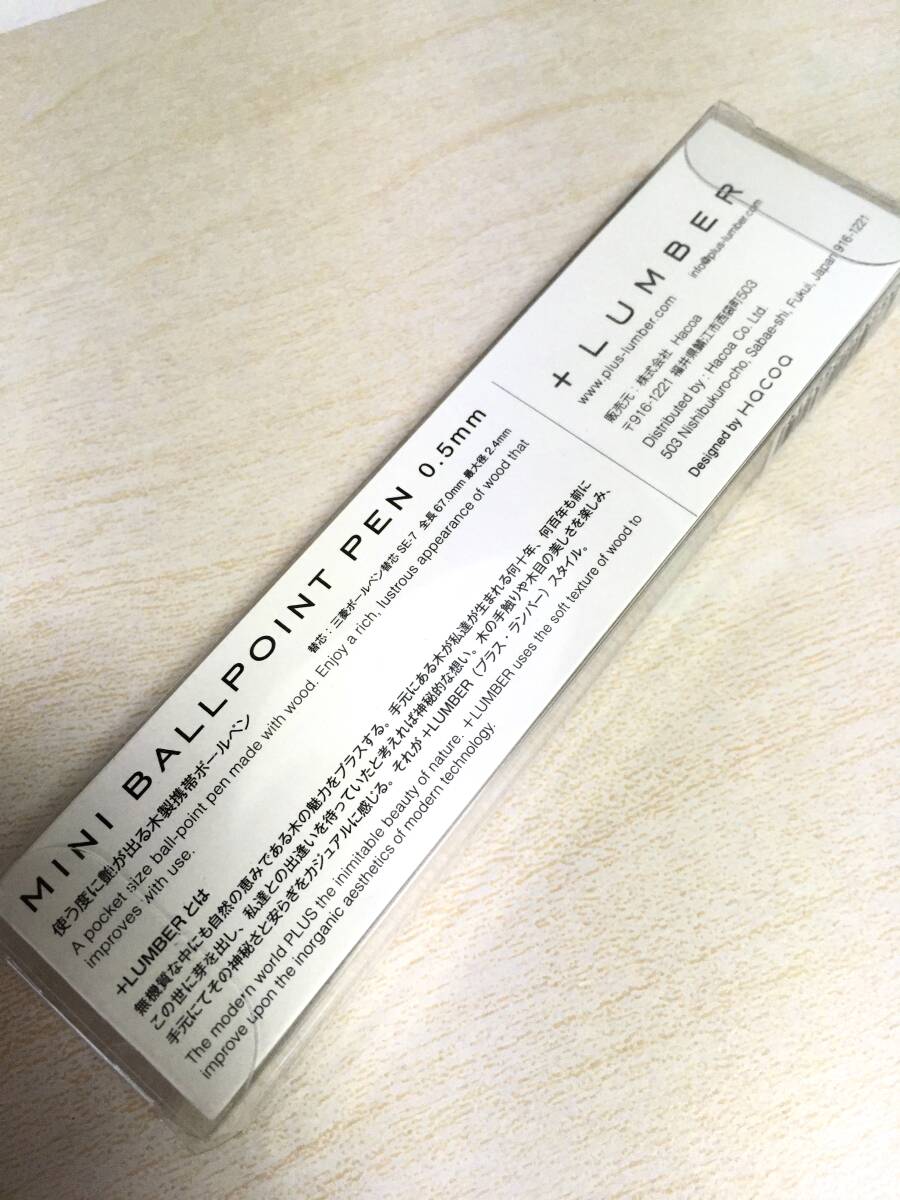 MINI BALLPOINT PEN 0.5mm
使う度に艶が出る木製携帯ボールペン
替芯：三菱ボールペン替芯 SE-7 全長67.0mm 最大径2.4mm
A pocket size ball-point pen made with wood. Enjoy a rich, lustrous appearance of wood that
improves with use.
+LUMBERとは
無機質な中にも自然の恵みである木の魅力をプラスする。手元にある木が私達が生まれる何十年、何百年も前に
この世に芽を出し、私達との出逢いを待っていたと考えれば神秘的な想い。木の手触りや木目の美しさを楽しみ、
手元にてその神秘さと安らぎをカジュアルに感じる。それが +LUMBER（プラス・ランバー）スタイル。
The modern world PLUS the inimitable beauty of nature. +LUMBER uses the soft texture of wood to
improve upon the inorganic aesthetics of modern technology.
+LUMBER
www.plus-lumber.com info@plus-lumber.com
販売元：株式会社 Hacoa
〒916-1221 福井県鯖江市西袋町503
Distributed by : Hacoa Co. Ltd.
503 Nishibukuro-cho, Sabae-shi, Fukui, Japan 916-1221
Designed by HACOA